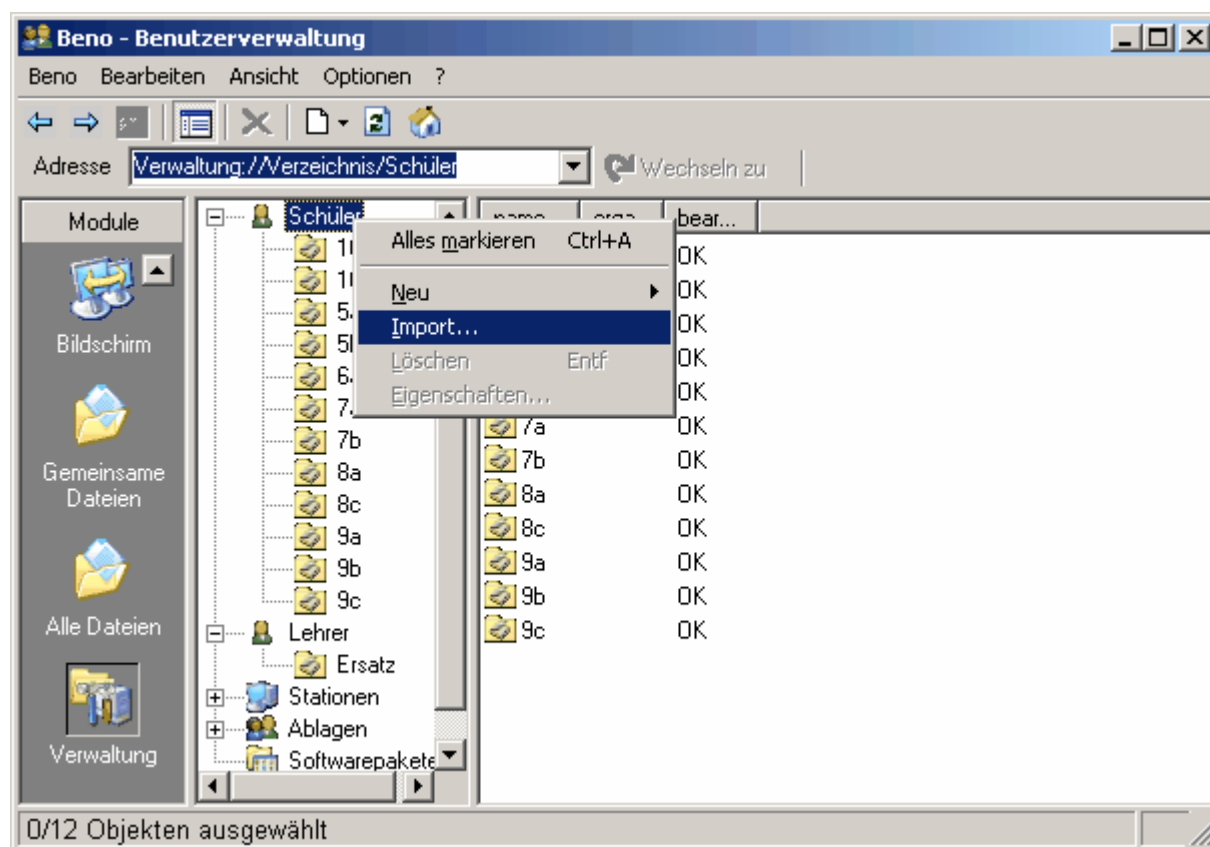 Beno - Benutzerverwaltung
Beno Bearbeiten Ansicht Optionen ?
Adresse Verwaltung://Verzeichnis/Schüler Wechseln zu
Module
Bildschirm
Gemeinsame
Dateien
Alle Dateien
Verwaltung
Schüler
7b
8a
8c
9a
9b
9c
Lehrer
Ersatz
Stationen
Ablagen
Softwarepakete
Alles markieren Ctrl+A
Neu
Import...
Löschen Entf
Eigenschaften...
name orga... bear...
OK
OK
OK
OK
OK
7a OK
7b OK
8a OK
8c OK
9a OK
9b OK
9c OK
0/12 Objekten ausgewählt